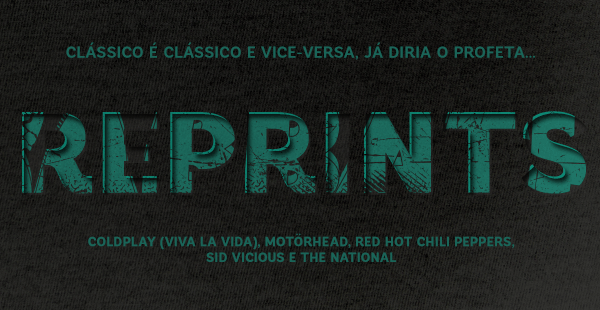 CLÁSSICO É CLÁSSICO E VICE-VERSA, JÁ DIRIA O PROFETA...
REPRINTS
COLDPLAY (VIVA LA VIDA), MOTÖRHEAD, RED HOT CHILI PEPPERS,
SID VICIOUS E THE NATIONAL